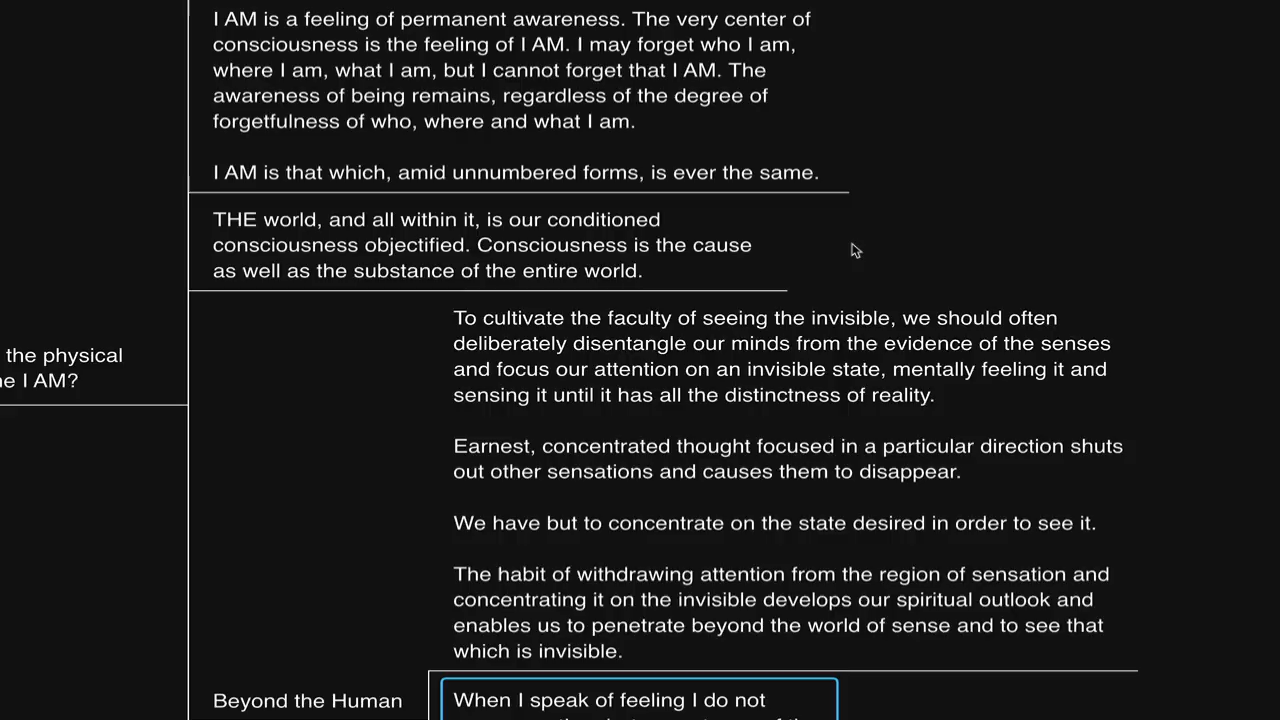 I AM is a feeling of permanent awareness. The very center of
consciousness is the feeling of I AM. I may forget who I am,
where I am, what I am, but I cannot forget that I AM. The
awareness of being remains, regardless of the degree of
forgetfulness of who, where and what I am.
I AM is that which, amid unnumbered forms, is ever the same.
THE world, and all within it, is our conditioned
consciousness objectified. Consciousness is the cause
as well as the substance of the entire world.
the physical
I AM?
To cultivate the faculty of seeing the invisible, we should often
deliberately disentangle our minds from the evidence of the senses
and focus our attention on an invisible state, mentally feeling it and
sensing it until it has all the distinctness of reality.
Earnest, concentrated thought focused in a particular direction shuts
out other sensations and causes them to disappear.
We have but to concentrate on the state desired in order to see it.
The habit of withdrawing attention from the region of sensation and
concentrating it on the invisible develops our spiritual outlook and
enables us to penetrate beyond the world of sense and to see that
which is invisible.
Beyond the Human
When I speak of feeling I do not